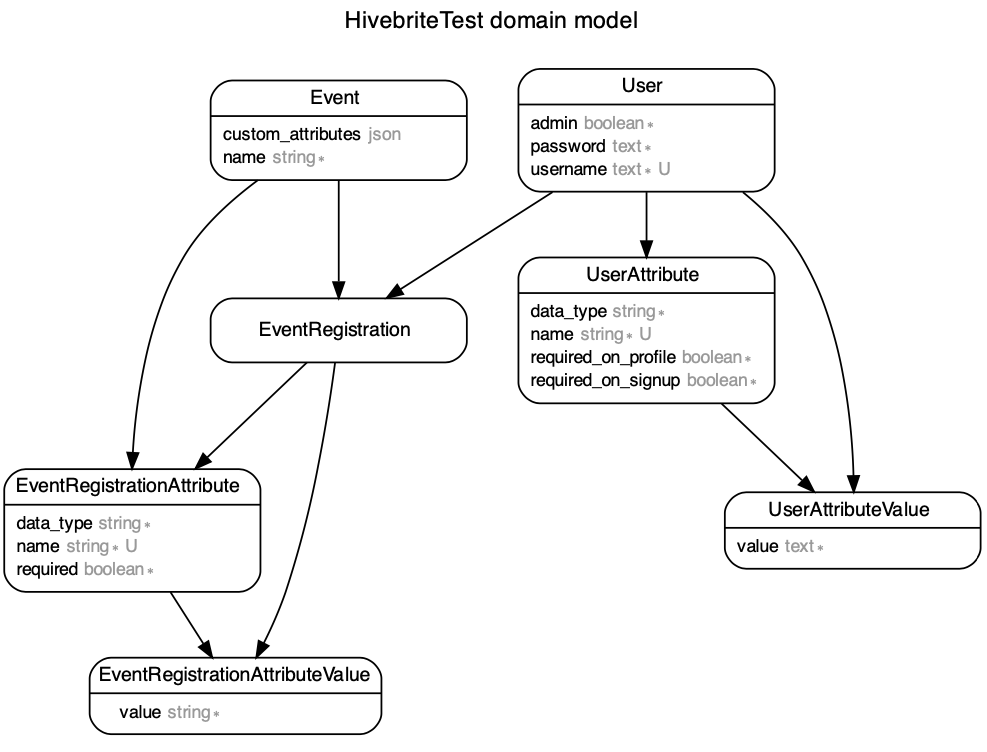 HivebriteTest domain model
Event
custom_attributes json
name string*
User
admin boolean*
password text*
username text* U
EventRegistration
UserAttribute
data_type string*
name string* U
required_on_profile boolean*
required_on_signup boolean*
EventRegistrationAttribute
data_type string*
name string* U
required boolean*
UserAttributeValue
value text*
EventRegistrationAttributeValue
value string*